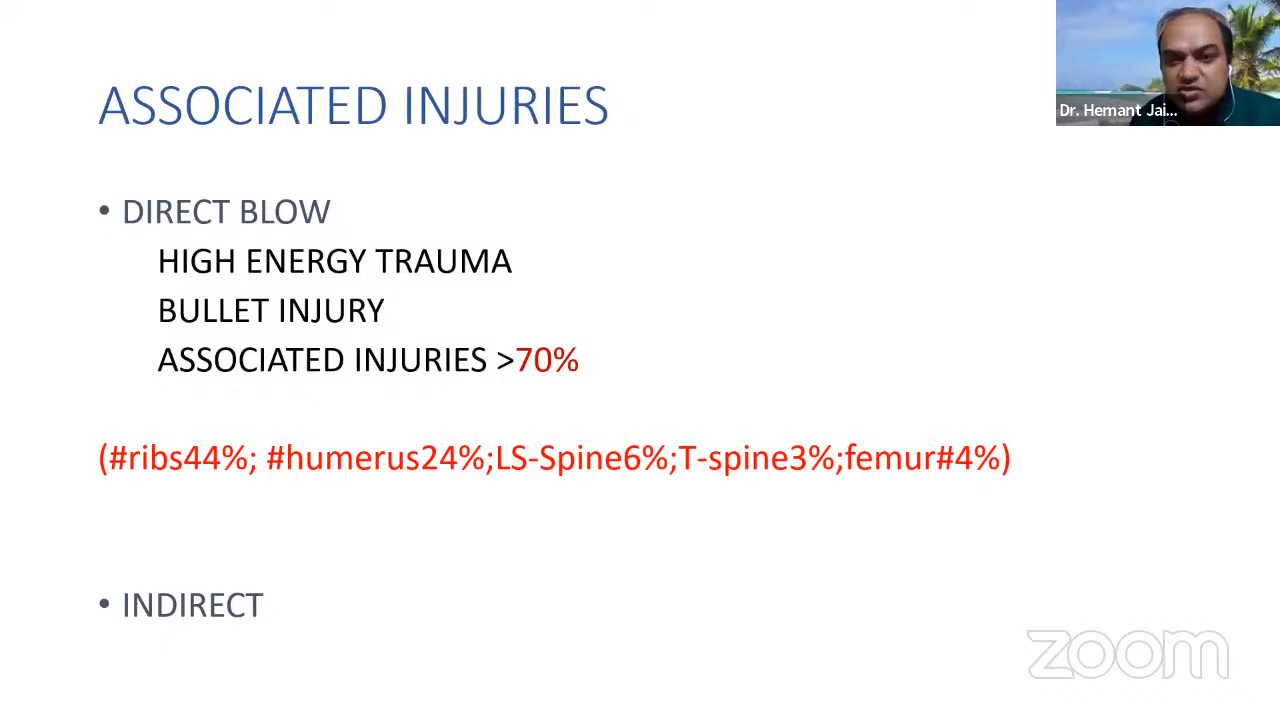 Dr. Hemant Jai...
ASSOCIATED INJURIES
• DIRECT BLOW
HIGH ENERGY TRAUMA
BULLET INJURY
ASSOCIATED INJURIES >70%
(#ribs44%; #humerus24%;LS-Spine6%;T-spine3%;femur#4%)
• INDIRECT
zoom